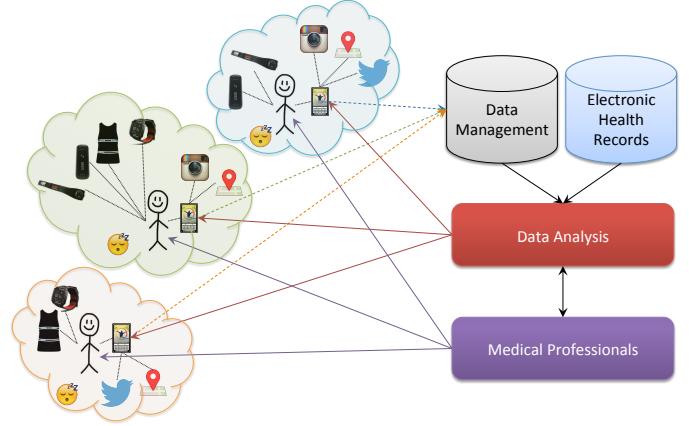 Data
Management
Electronic
Health
Records
Data Analysis
Medical Professionals